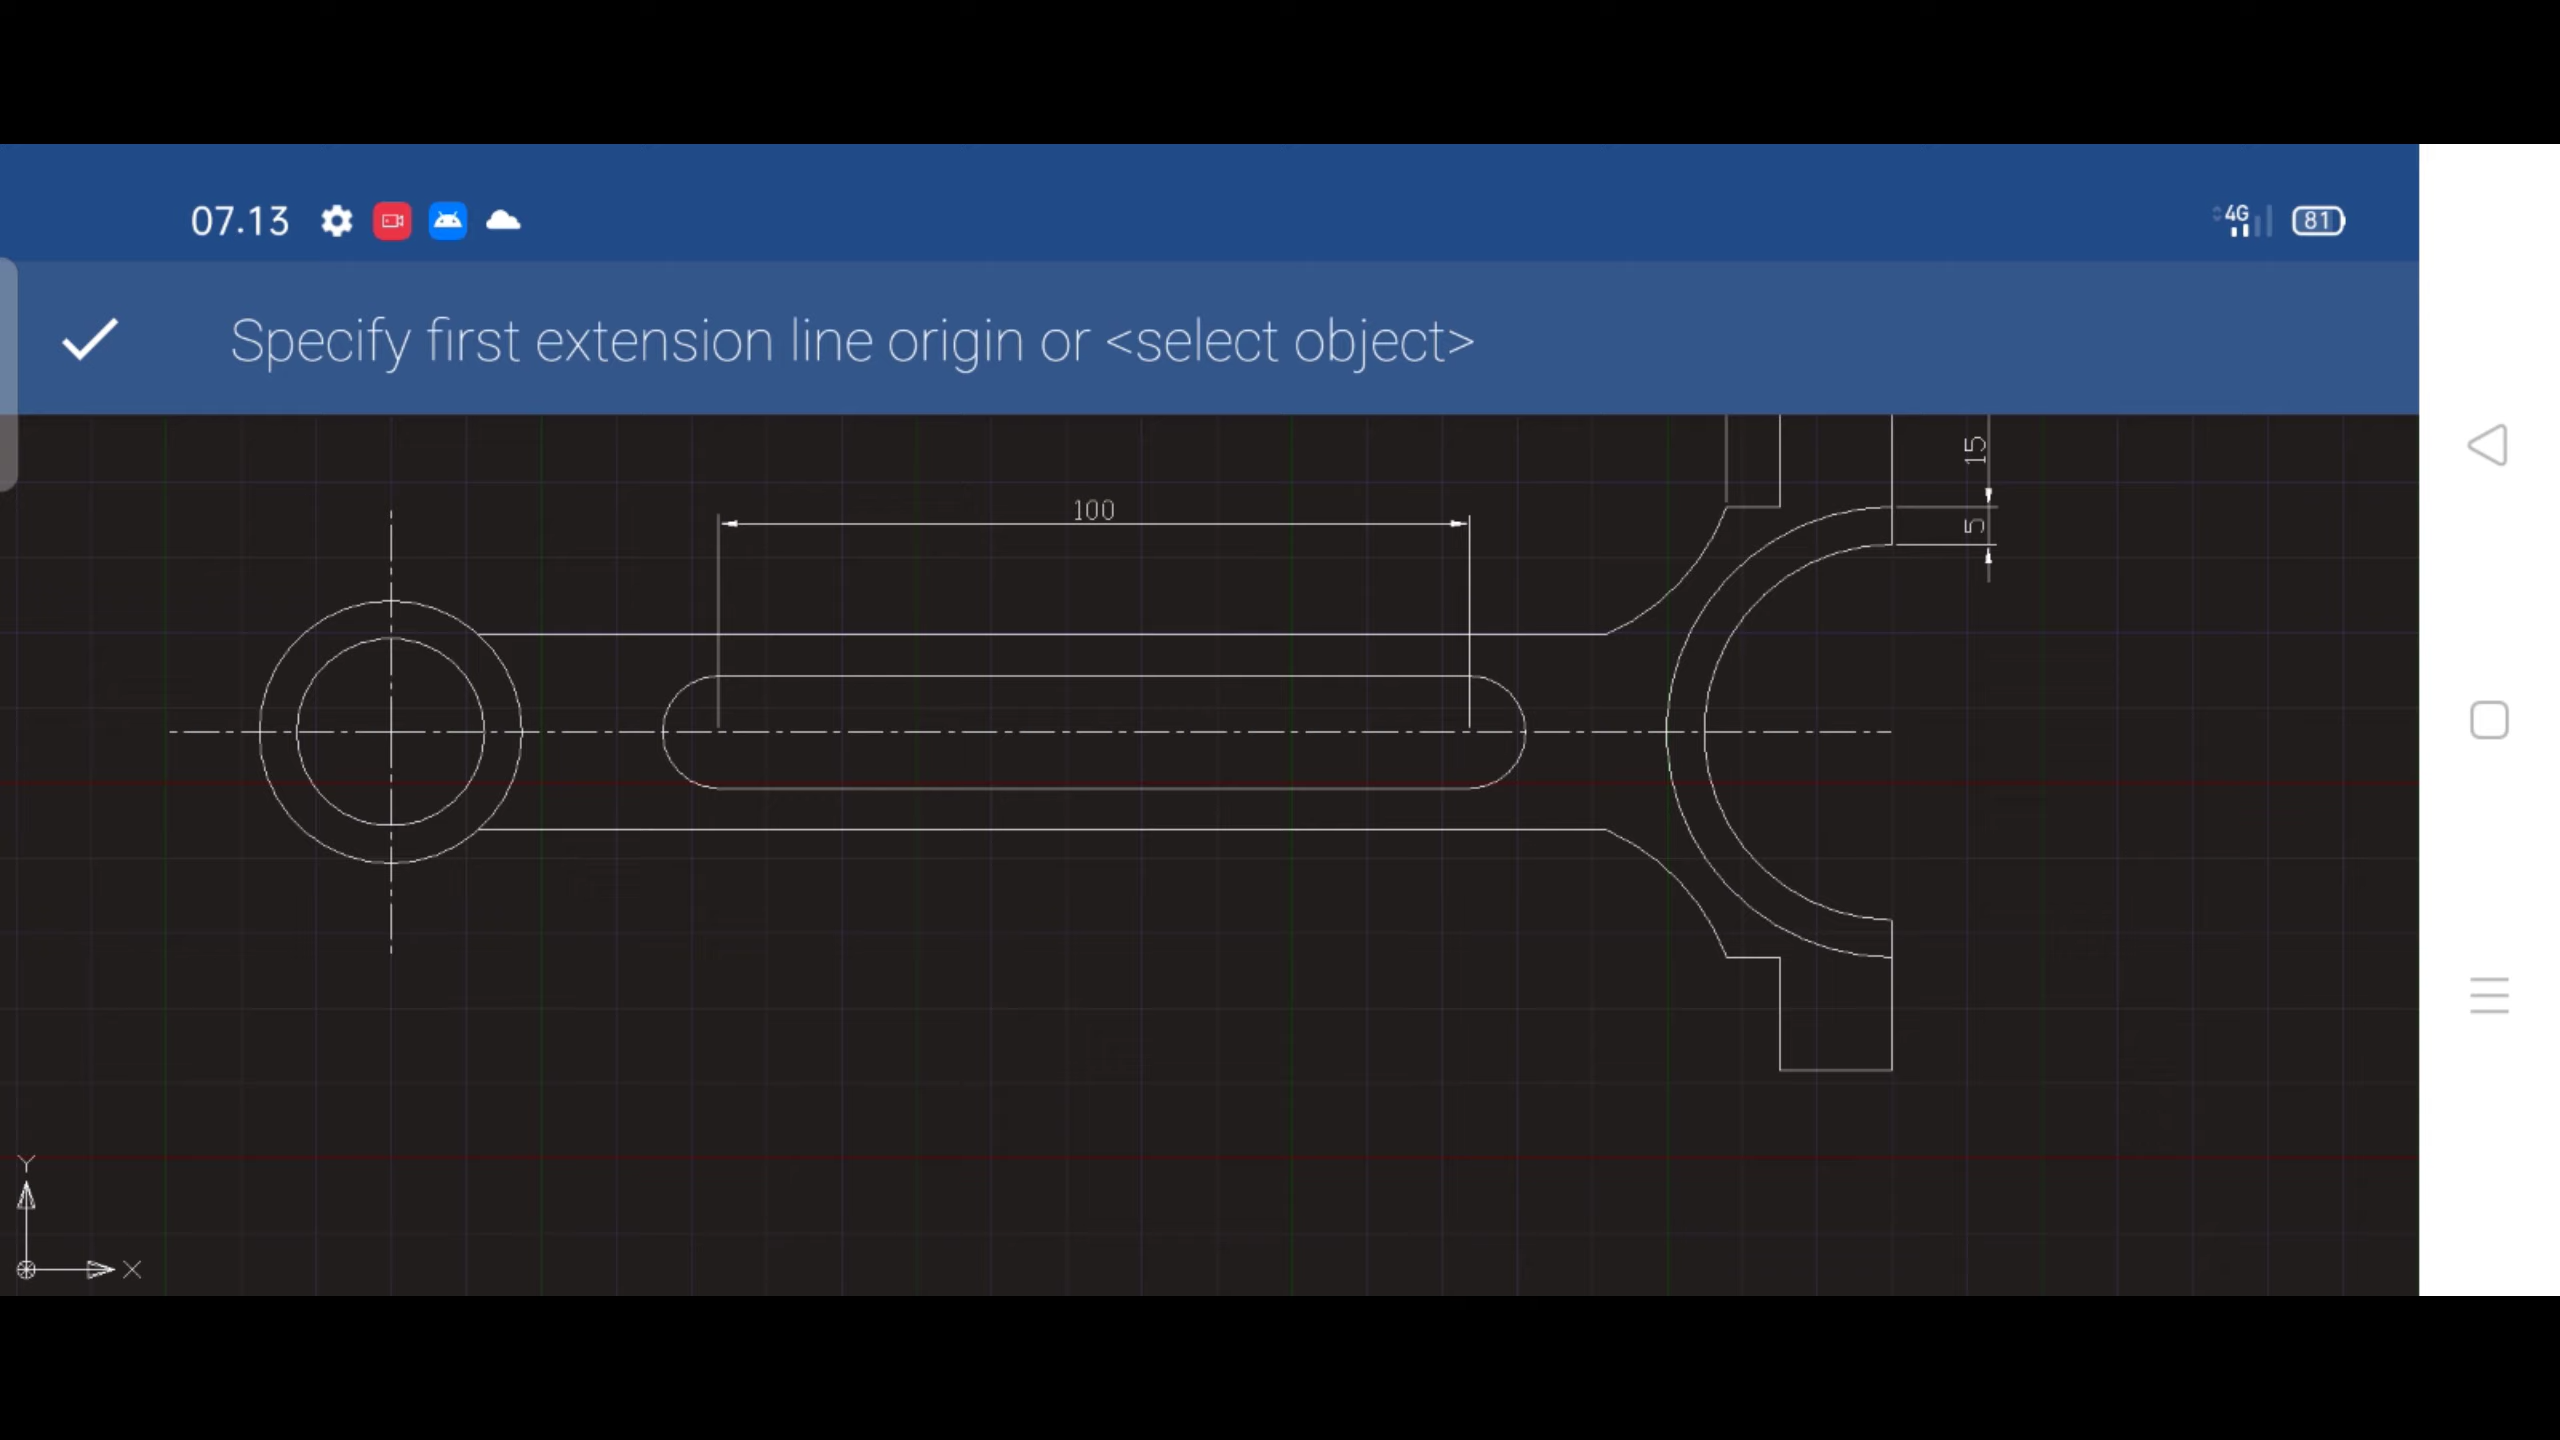 07.13
4G
81
Specify first extension line origin or <select object>
15
100
5
Y
X